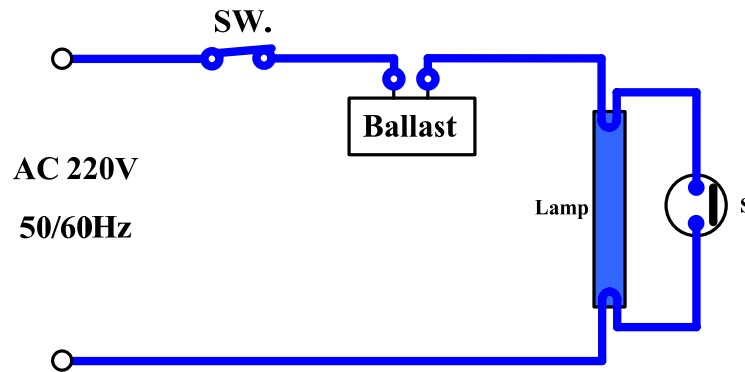 SW.
Ballast
AC 220V
50/60Hz
Lamp
S